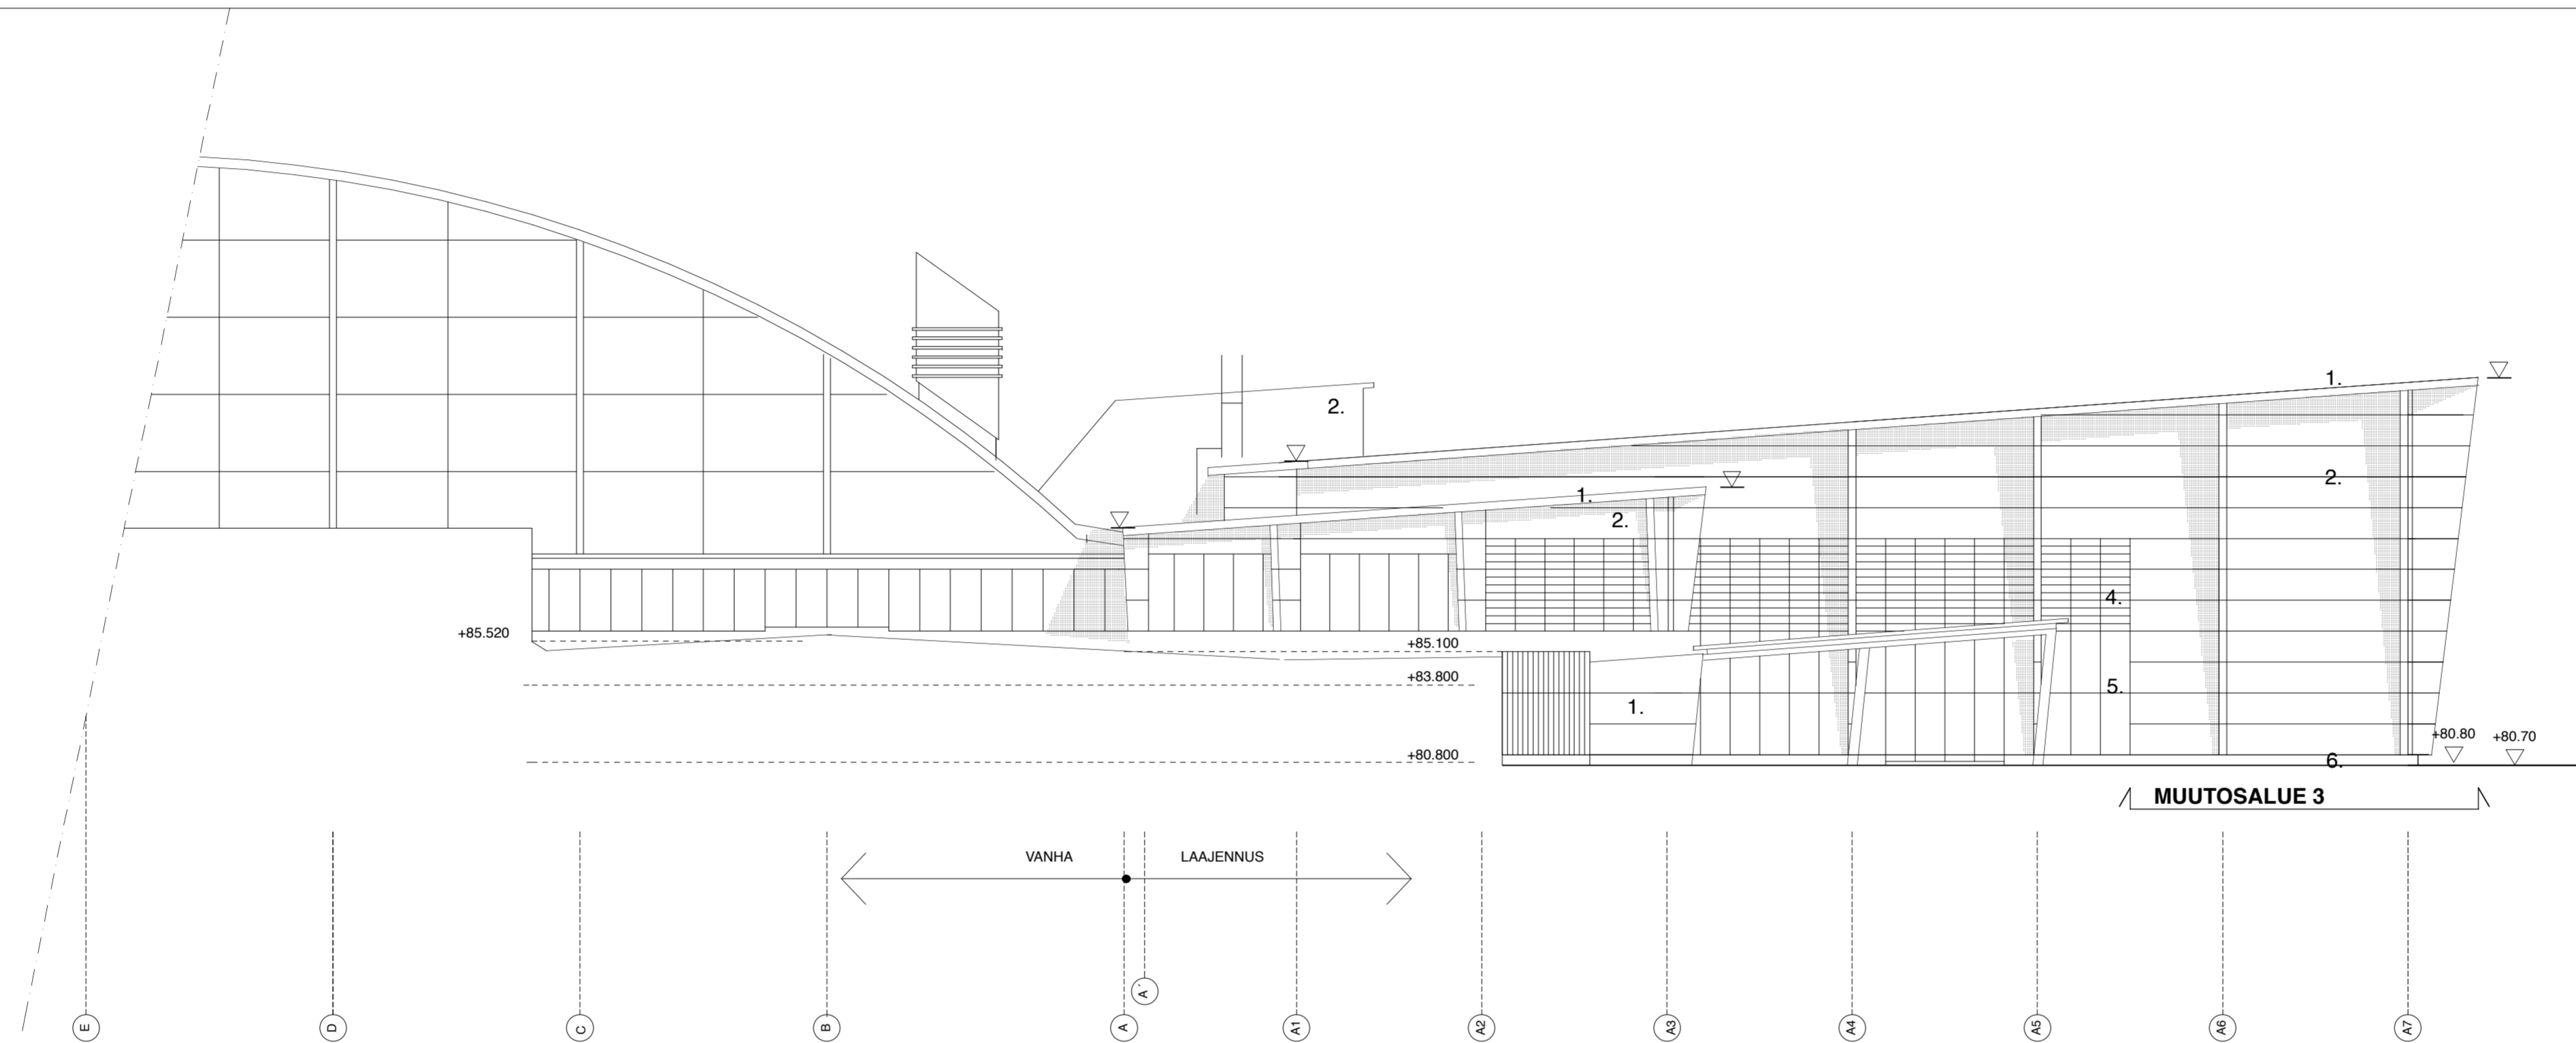 1.
2.
2.
1.
2.
4.
+85.520
+85.100
+83.800
5.
1.
+80.80
+80.70
+80.800
6.
MUUTOSALUE 3
VANHA
LAAJENNUS
A´
E
D
C
B
A
A1
A2
A3
A4
A5
A6
A7